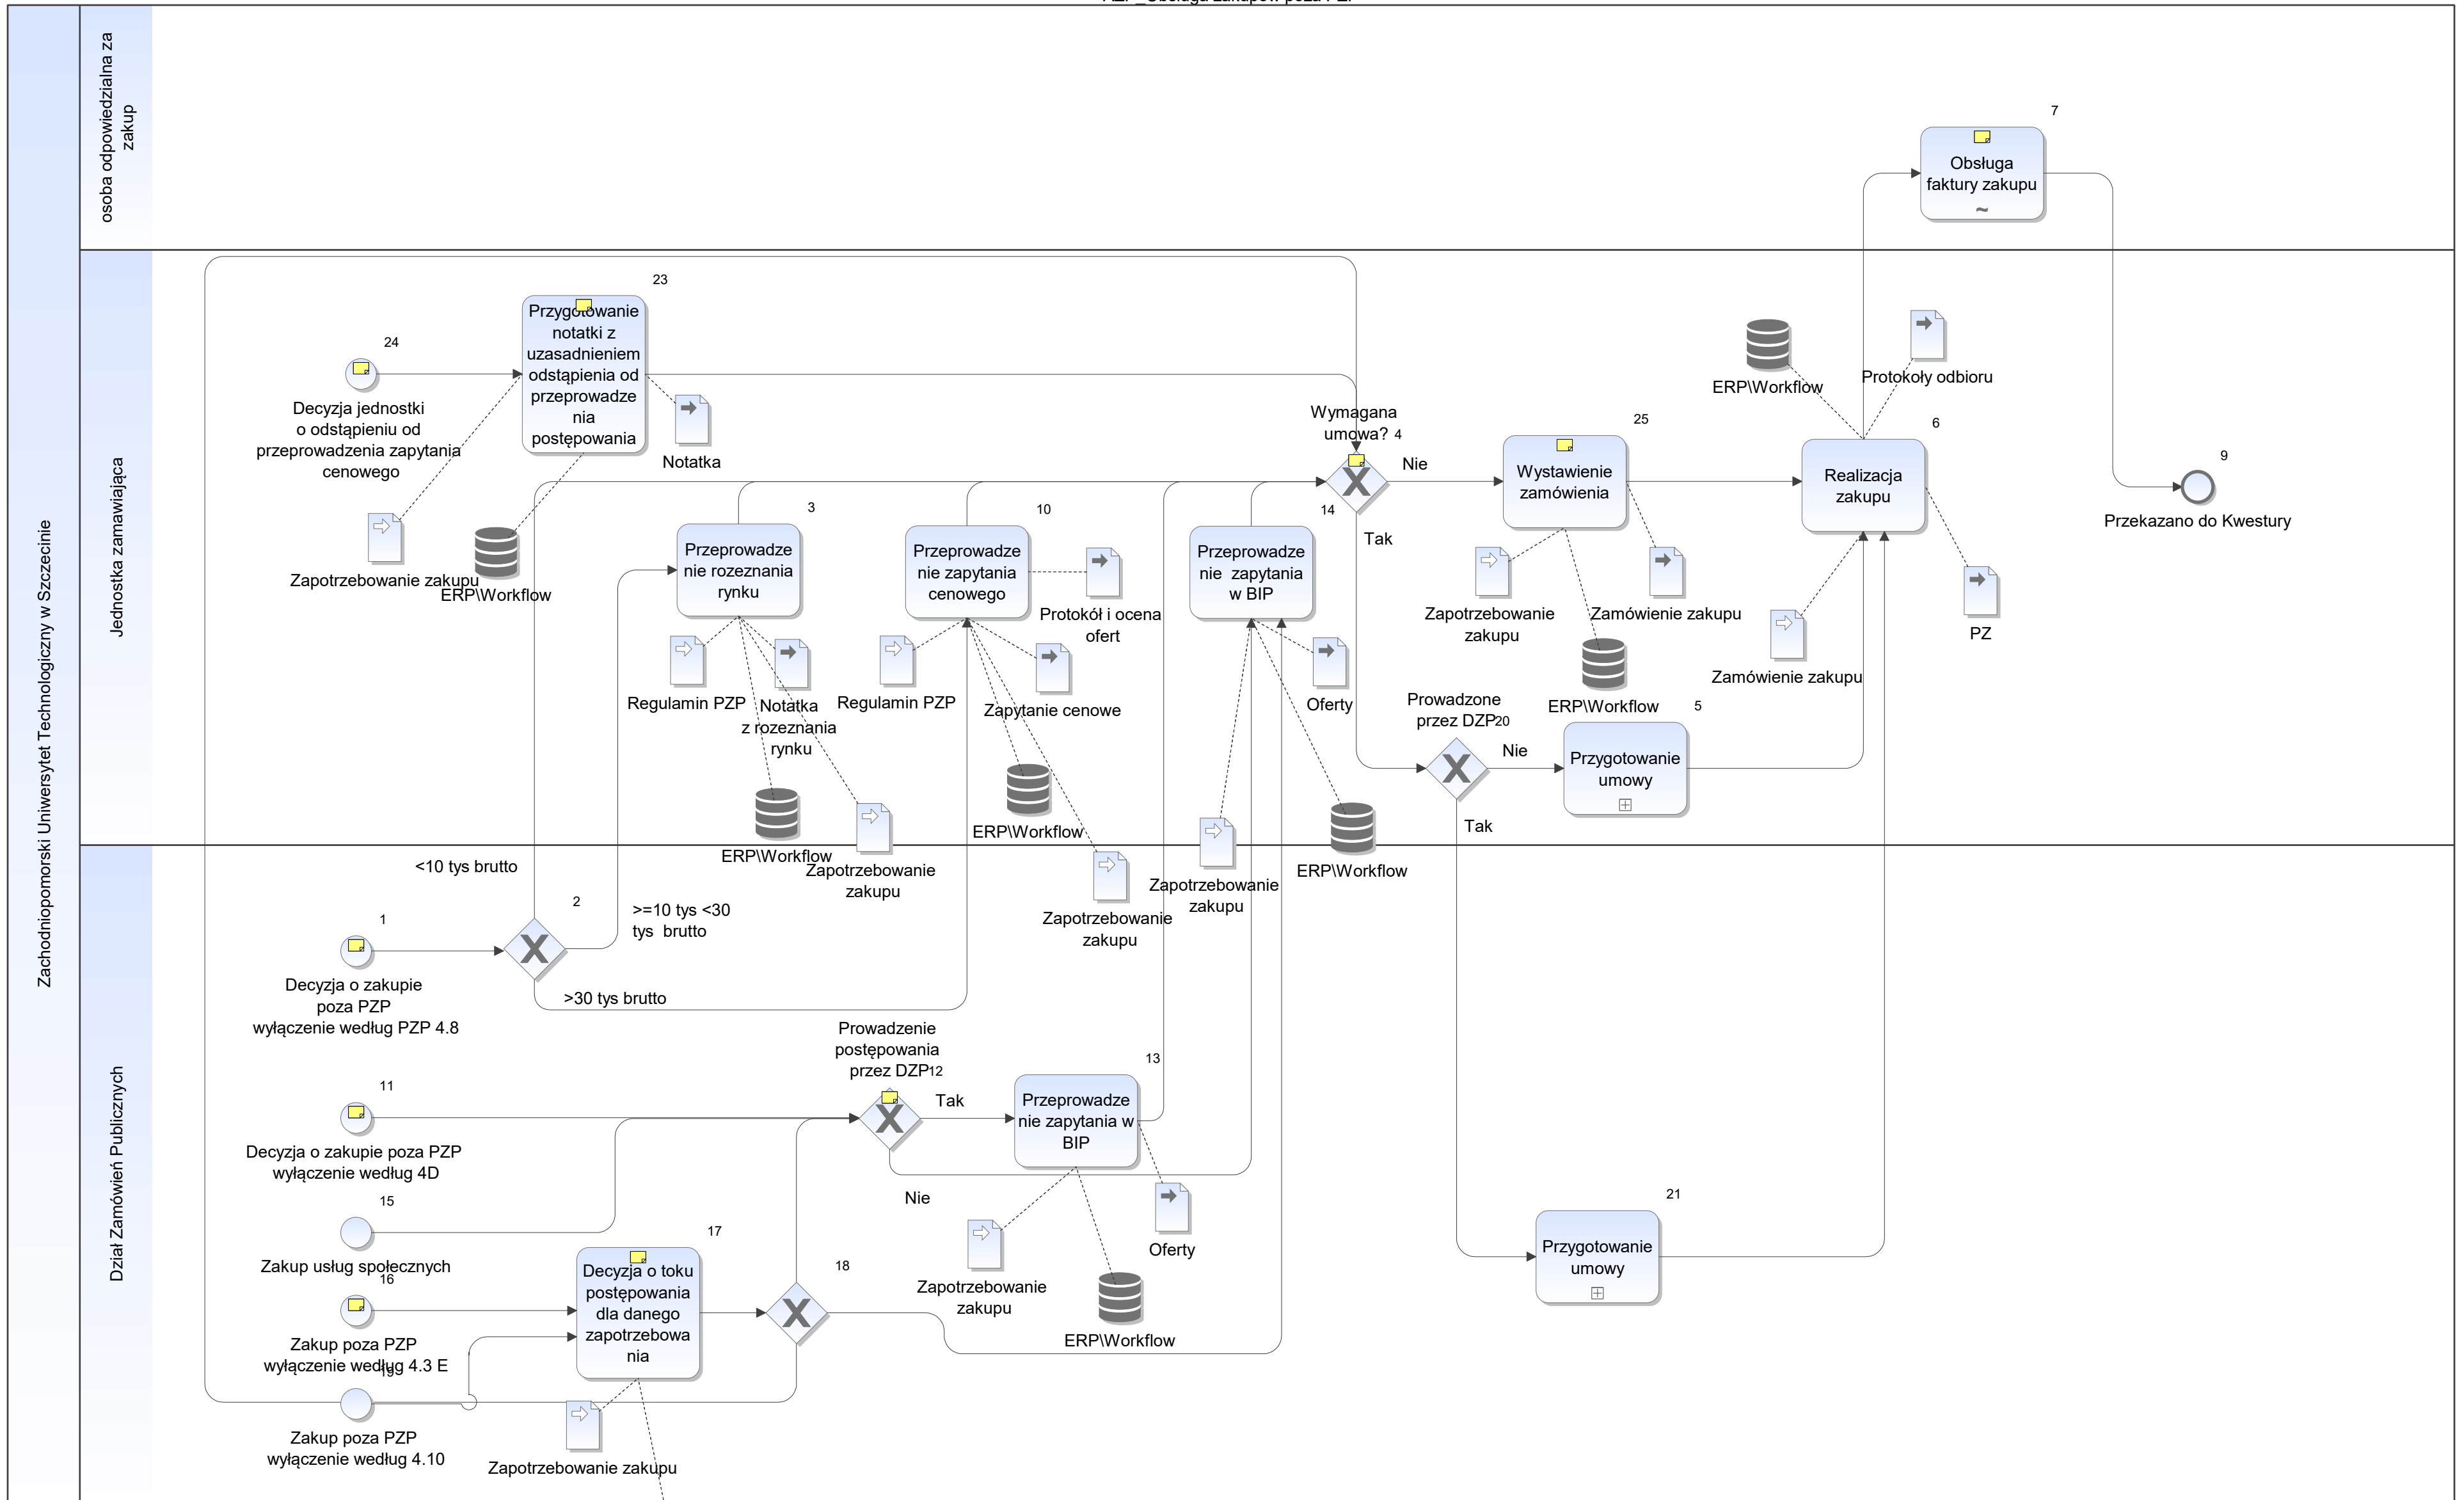 Zachodniopomorski Uniwersytet Technologiczny w Szczecinie
osoba odpowiedzialna za
zakup
7
Obsługa
faktury zakupu
Jednostka zamawiająca
23
Przygotowanie
notatki z
uzasadnieniem
odstąpienia od
przeprowadze
nia
postępowania
24
Decyzja jednostki
o odstąpieniu od
przeprowadzenia zapytania
cenowego
Notatka
Zapotrzebowanie zakupu
ERP\Workflow
3
Przeprowadze
nie rozeznania
rynku
Regulamin PZP
Notatka
z rozeznania
rynku
ERP\Workflow
Zapotrzebowanie
zakupu
10
Przeprowadze
nie zapytania
cenowego
Protokół i ocena
ofert
Regulamin PZP
Zapytanie cenowe
ERP\Workflow
Zapotrzebowanie
zakupu
14
Przeprowadze
nie zapytania
w BIP
Oferty
Zapotrzebowanie
zakupu
ERP\Workflow
Wymagana
umowa?
4
Nie
Tak
25
Wystawienie
zamówienia
Zapotrzebowanie
zakupu
Zamówienie zakupu
ERP\Workflow
ERP\Workflow
Protokoły odbioru
6
Realizacja
zakupu
Zamówienie zakupu
PZ
9
Przekazano do Kwestury
Prowadzone
przez DZP
20
Nie
Tak
5
Przygotowanie
umowy
Dział Zamówień Publicznych
<10 tys brutto
2
>=10 tys <30
tys brutto
>30 tys brutto
1
Decyzja o zakupie
poza PZP
wyłączenie według PZP 4.8
Prowadzenie
postępowania
przez DZP
12
Tak
Nie
13
Przeprowadze
nie zapytania w
BIP
Oferty
Zapotrzebowanie
zakupu
ERP\Workflow
11
Decyzja o zakupie poza PZP
wyłączenie według 4D
15
Zakup usług społecznych
16
Zakup poza PZP
wyłączenie według 4.3 E
19
Zakup poza PZP
wyłączenie według 4.10
17
Decyzja o toku
postępowania
dla danego
zapotrzebowa
nia
18
Zapotrzebowanie zakupu
21
Przygotowanie
umowy